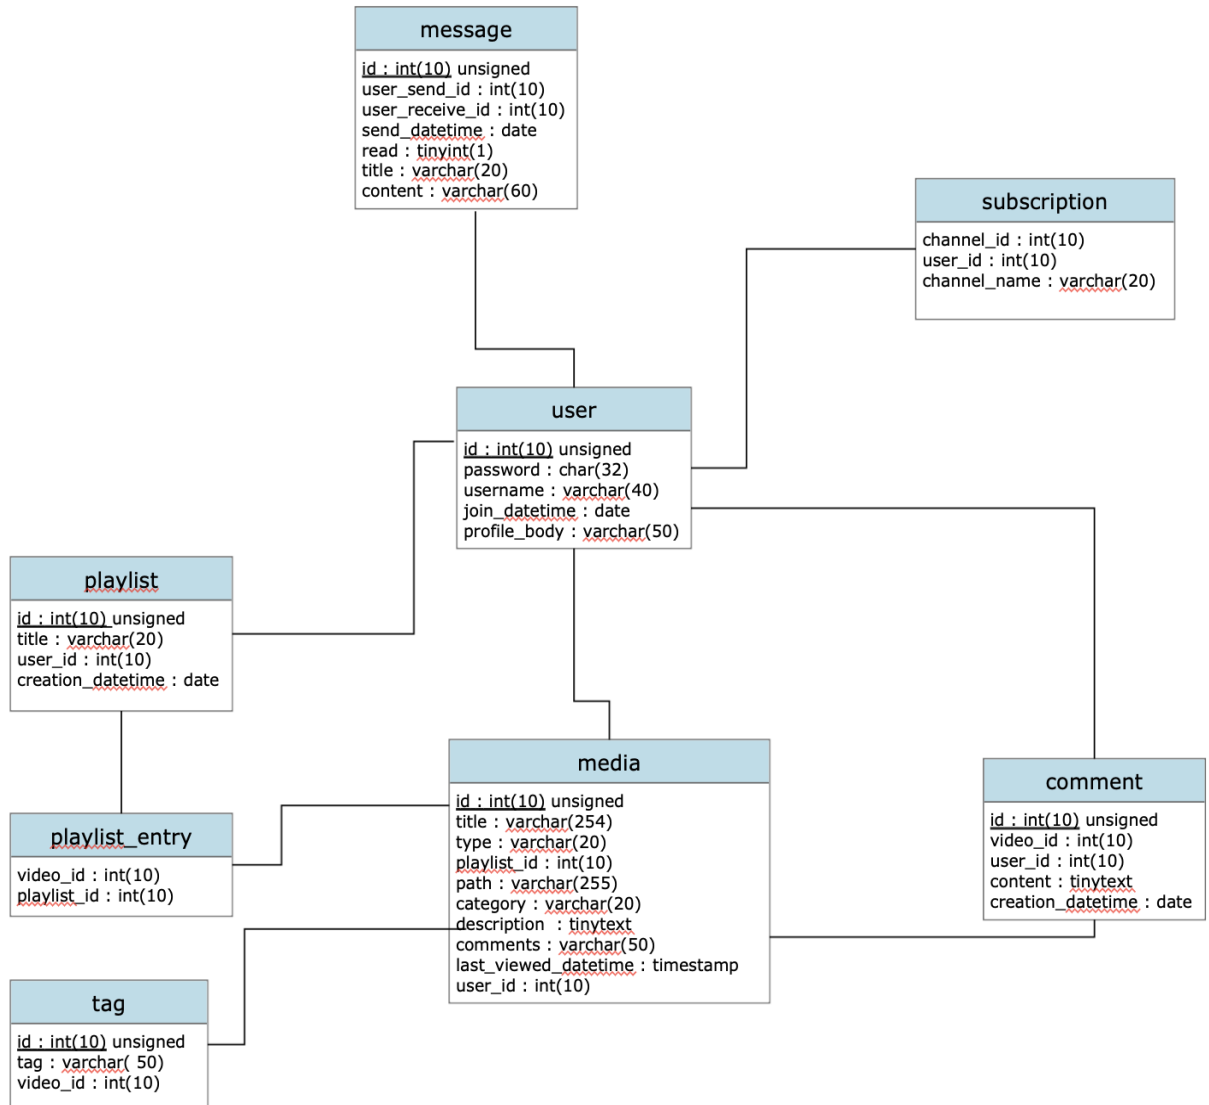 message
id : int(10) unsigned
user_send_id : int(10)
user_receive_id : int(10)
send_datetime : date
read : tinyint(1)
title : varchar(20)
content : varchar(60)
subscription
channel_id : int(10)
user_id : int(10)
channel_name : varchar(20)
user
id : int(10) unsigned
password : char(32)
username : varchar(40)
join_datetime : date
profile_body : varchar(50)
playlist
id : int(10) unsigned
title : varchar(20)
user_id : int(10)
creation_datetime : date
media
id : int(10) unsigned
title : varchar(254)
type : varchar(20)
playlist_id : int(10)
path : varchar(255)
category : varchar(20)
description : tinytext
comments : varchar(50)
last_viewed_datetime : timestamp
user_id : int(10)
comment
id : int(10) unsigned
video_id : int(10)
user_id : int(10)
content : tinytext
creation_datetime : date
playlist_entry
video_id : int(10)
playlist_id : int(10)
tag
id : int(10) unsigned
tag : varchar( 50)
video_id : int(10)